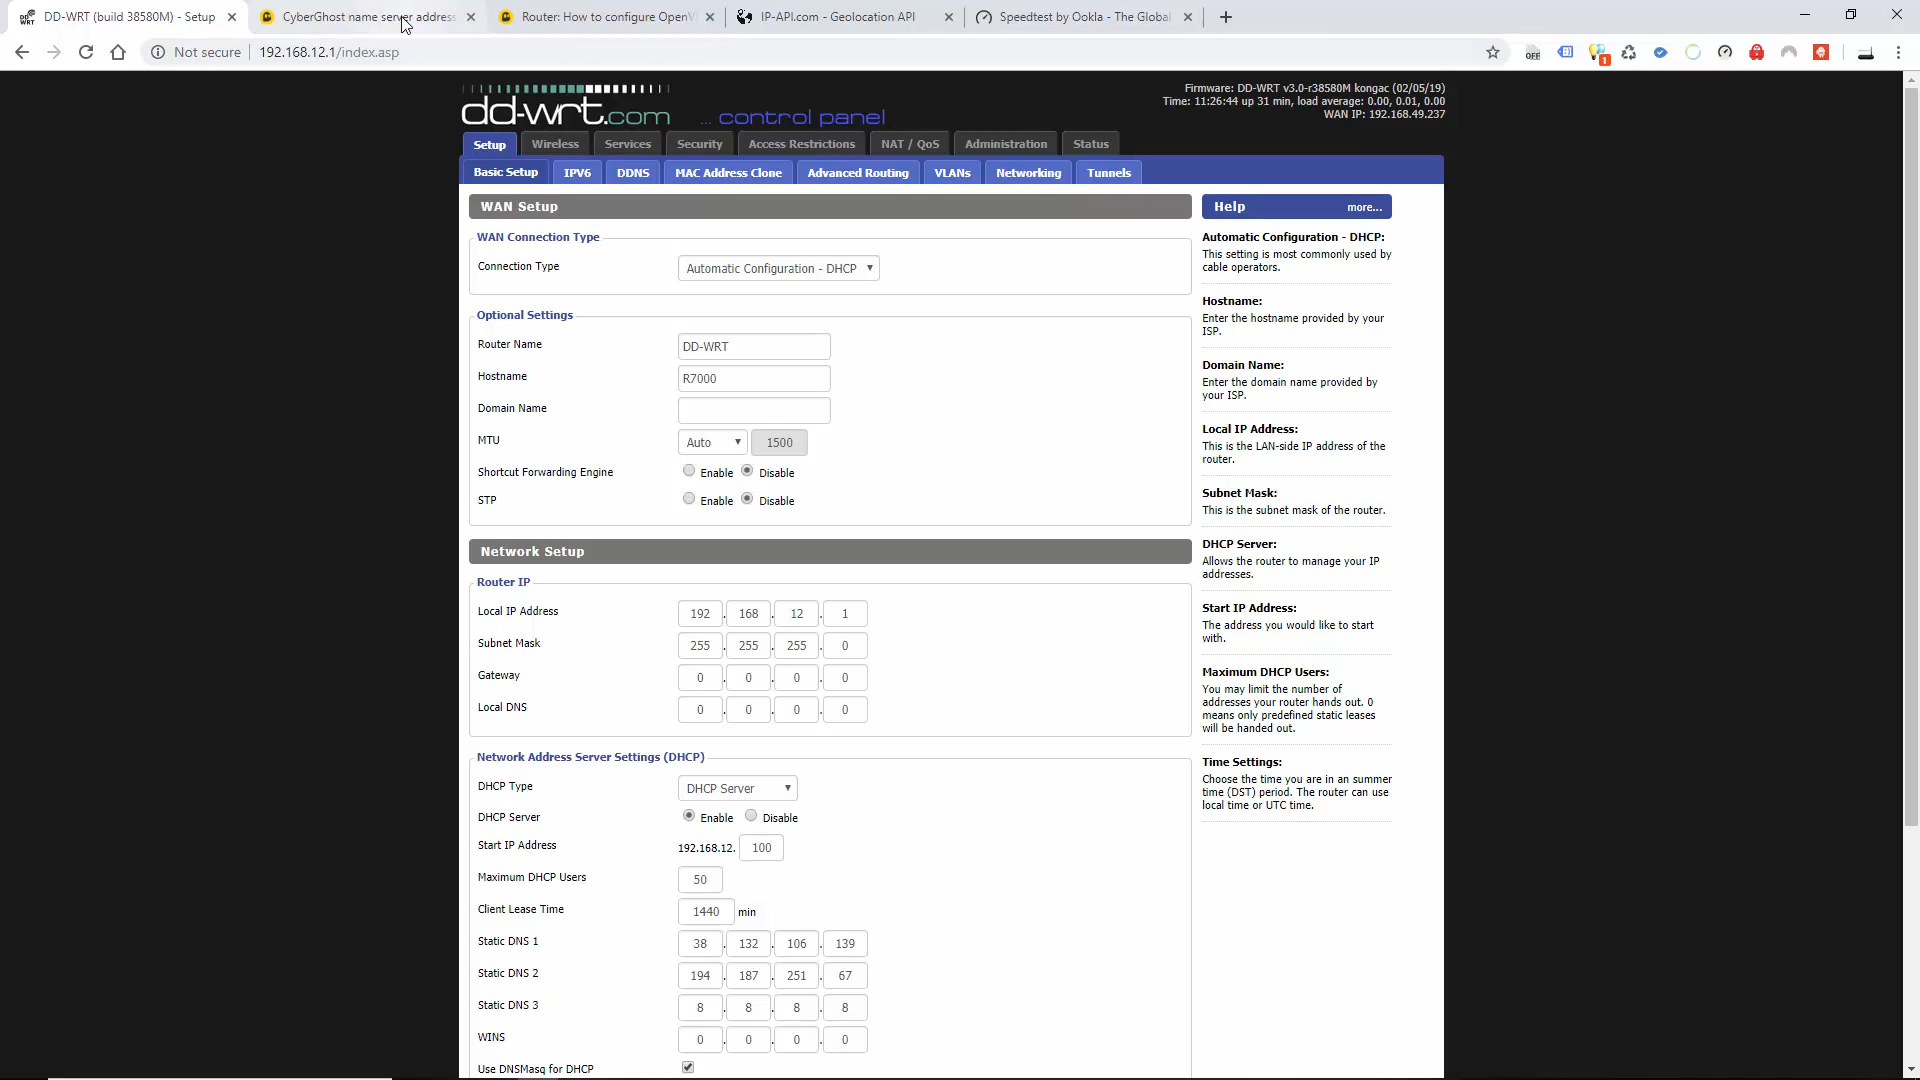 DD-WRT (build 38580M) - Setup
CyberGhost name server address
Router: How to configure OpenV
IP-API.com - Geolocation API
Speedtest by Ookla - The Global
Not secure
192.168.12.1/index.asp
OFF
1
dd-wrt.com
... control panel
Firmware: DD-WRT v3.0-r38580M kongac (02/05/19)
Time: 11:26:44 up 31 min, load average: 0.00, 0.01, 0.00
WAN IP: 192.168.49.237
Setup Wireless Services Security Access Restrictions NAT / QoS Administration Status
Basic Setup IPV6 DDNS MAC Address Clone Advanced Routing VLANs Networking Tunnels
WAN Setup
WAN Connection Type
Connection Type Automatic Configuration - DHCP
Optional Settings
Router Name DD-WRT
Hostname R7000
Domain Name
MTU Auto 1500
Shortcut Forwarding Engine Enable Disable
STP Enable Disable
Network Setup
Router IP
Local IP Address 192 . 168 . 12 . 1
Subnet Mask 255 . 255 . 255 . 0
Gateway 0 . 0 . 0 . 0
Local DNS 0 . 0 . 0 . 0
Network Address Server Settings (DHCP)
DHCP Type DHCP Server
DHCP Server Enable Disable
Start IP Address 192.168.12. 100
Maximum DHCP Users 50
Client Lease Time 1440 min
Static DNS 1 38 . 132 . 106 . 139
Static DNS 2 194 . 187 . 251 . 67
Static DNS 3 8 . 8 . 8 . 8
WINS 0 . 0 . 0 . 0
Use DNSMasq for DHCP
Help more...
Automatic Configuration - DHCP:
This setting is most commonly used by
cable operators.
Hostname:
Enter the hostname provided by your
ISP.
Domain Name:
Enter the domain name provided by
your ISP.
Local IP Address:
This is the LAN-side IP address of the
router.
Subnet Mask:
This is the subnet mask of the router.
DHCP Server:
Allows the router to manage your IP
addresses.
Start IP Address:
The address you would like to start
with.
Maximum DHCP Users:
You may limit the number of
addresses your router hands out. 0
means only predefined static leases
will be handed out.
Time Settings:
Choose the time you are in an summer
time (DST) period. The router can use
local time or UTC time.